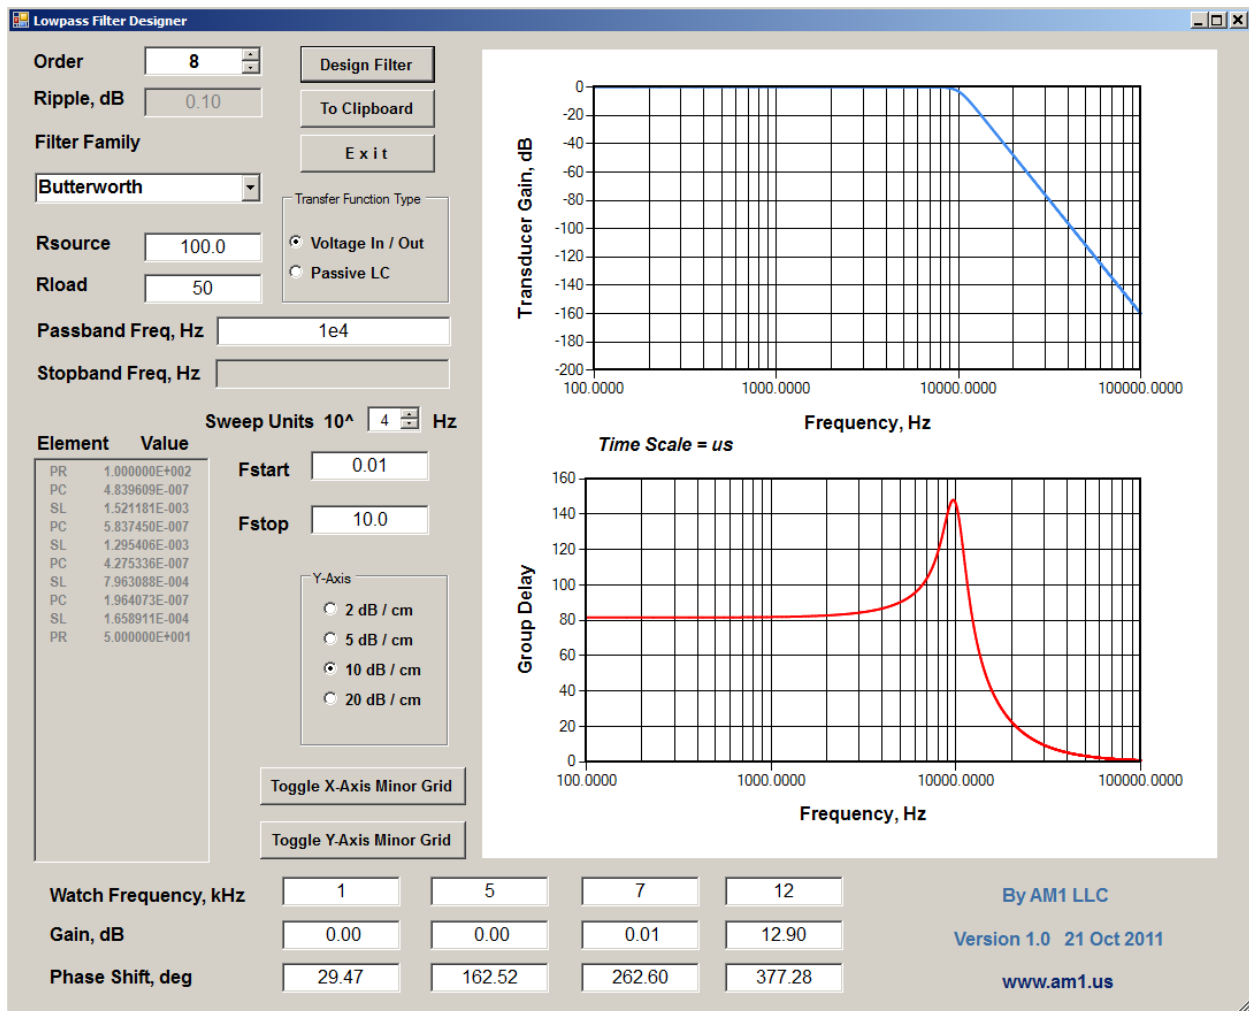 Lowpass Filter Designer
Order 8
Design Filter
Ripple, dB 0.10
To Clipboard
Filter Family
E x i t
Butterworth
Transfer Function Type
Voltage In / Out
Passive LC
Rsource 100.0
Rload 50
Passband Freq, Hz 1e4
Stopband Freq, Hz
Sweep Units 10^ 4 Hz
Element Value
PR 1.000000E+002
PC 4.839609E-007
SL 1.521181E-003
PC 5.837450E-007
SL 1.295406E-003
PC 4.275336E-007
SL 7.963088E-004
PC 1.964073E-007
SL 1.658911E-004
PR 5.000000E+001
Fstart 0.01
Fstop 10.0
Y-Axis
2 dB / cm
5 dB / cm
10 dB / cm
20 dB / cm
Toggle X-Axis Minor Grid
Toggle Y-Axis Minor Grid
Transducer Gain, dB
0
-20
-40
-60
-80
-100
-120
-140
-160
-180
-200
100.0000 1000.0000 10000.0000 100000.0000
Frequency, Hz
Time Scale = us
Group Delay
160
140
120
100
80
60
40
20
0
100.0000 1000.0000 10000.0000 100000.0000
Frequency, Hz
Watch Frequency, kHz 1 5 7 12
Gain, dB 0.00 0.00 0.01 12.90
Phase Shift, deg 29.47 162.52 262.60 377.28
By AM1 LLC
Version 1.0 21 Oct 2011
www.am1.us